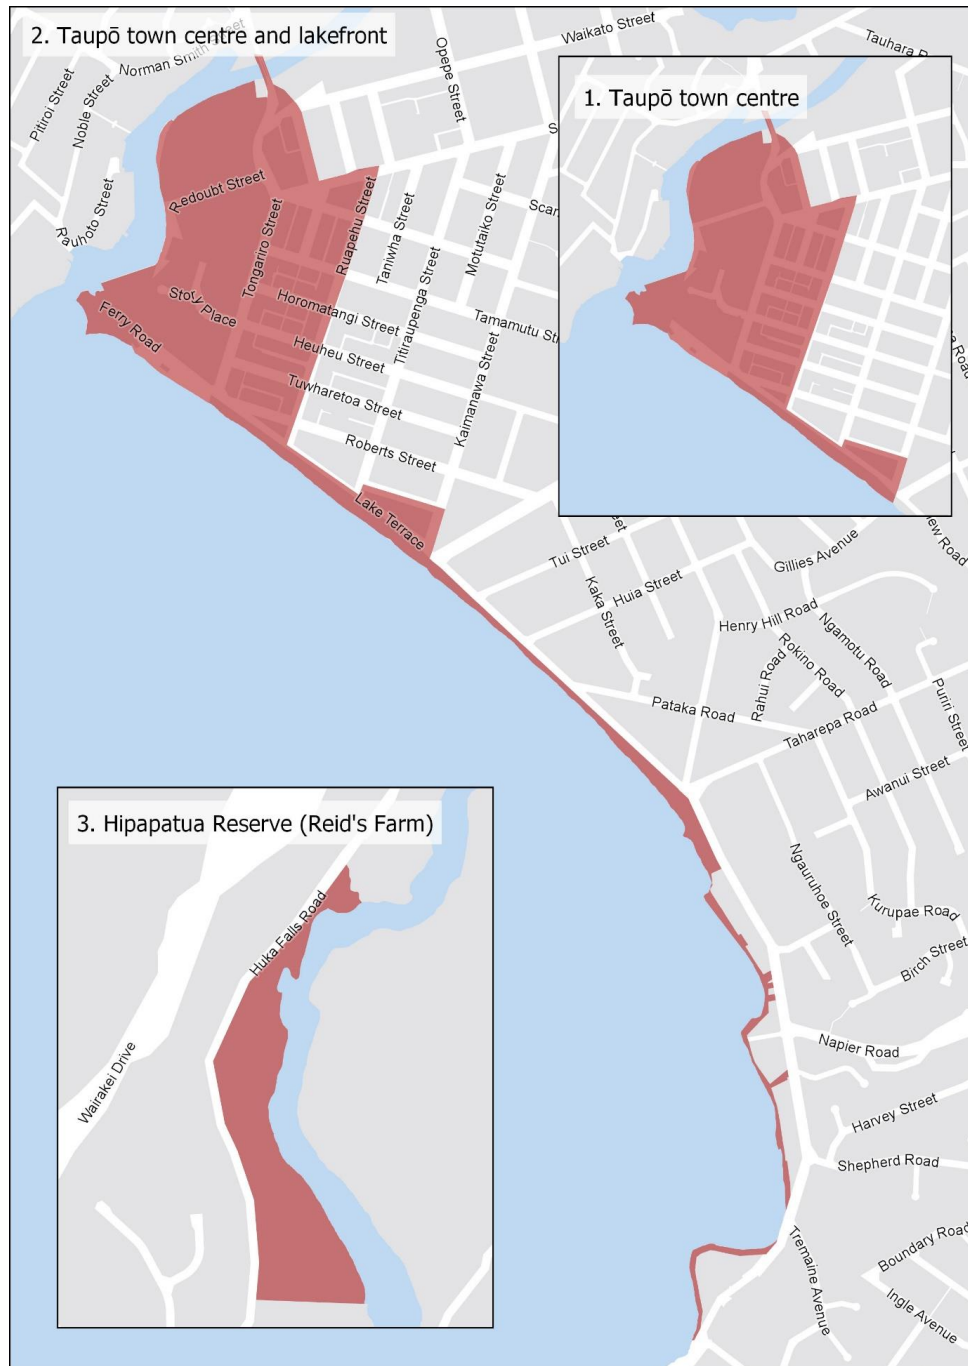 2. Taupō town centre and lakefront
Waikato Street
Opepe Street
Norman Smith Street
Pitiroi Street
Noble Street
Rauhoto Street
1. Taupō town centre
Redoubt Street
Tongariro Street
Ruapehu Street
Taniwha Street
Titiraupenga Street
Motutaiko Street
Story Place
Ferry Road
Horomatangi Street
Heuheu Street
Tuwharetoa Street
Roberts Street
Kaimanawa Street
Lake Terrace
Tui Street
Kaka Street
Huia Street
Gillies Avenue
Henry Hill Road
Ngamotu Road
Rokino Road
Rahui Road
Pataka Road
Taharepa Road
Puriri Street
Awanui Street
Ngauruhoe Street
Kurupae Road
Birch Street
Napier Road
Harvey Street
Shepherd Road
Tremaine Avenue
Boundary Road
Ingle Avenue
3. Hipapatua Reserve (Reid's Farm)
Huka Falls Road
Wairakei Drive